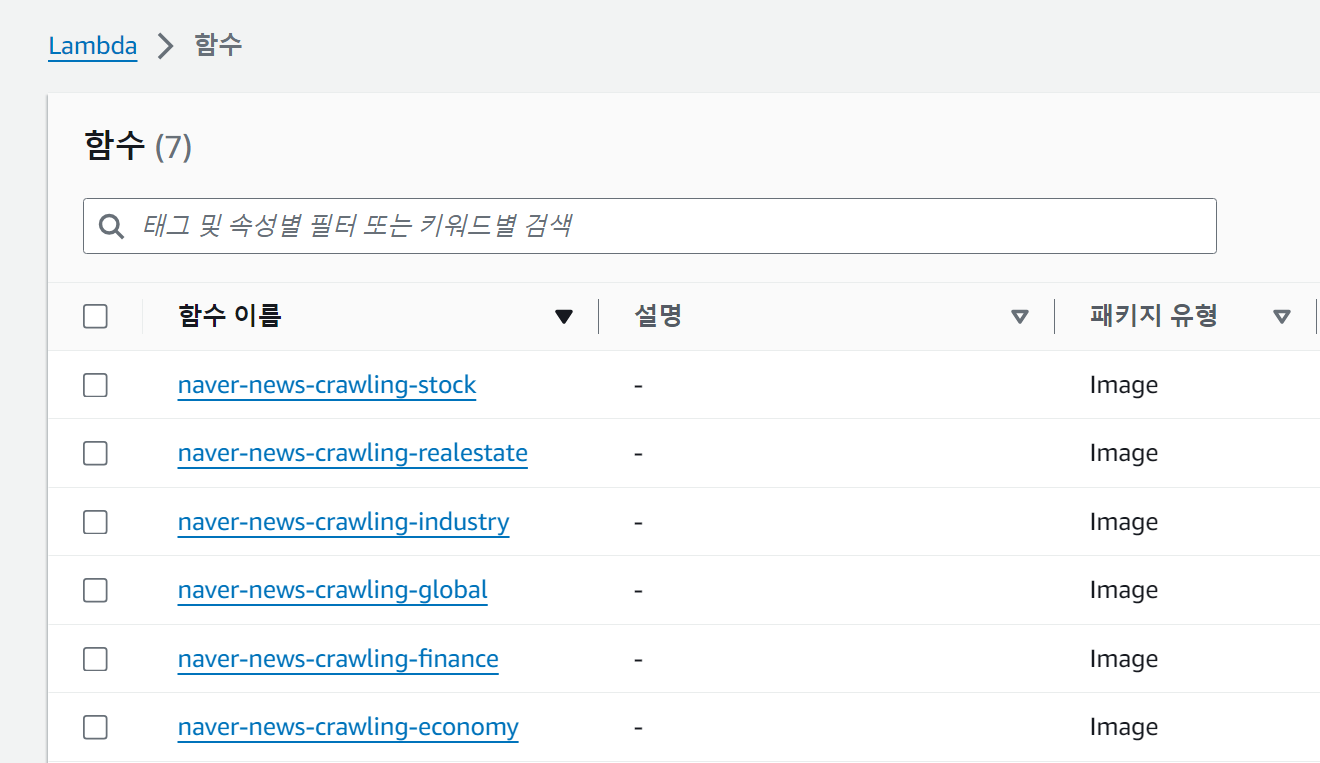 Lambda > 함수
함수 (7)
태그 및 속성별 필터 또는 키워드별 검색
함수 이름 설명 패키지 유형
naver-news-crawling-stock - Image
naver-news-crawling-realestate - Image
naver-news-crawling-industry - Image
naver-news-crawling-global - Image
naver-news-crawling-finance - Image
naver-news-crawling-economy - Image